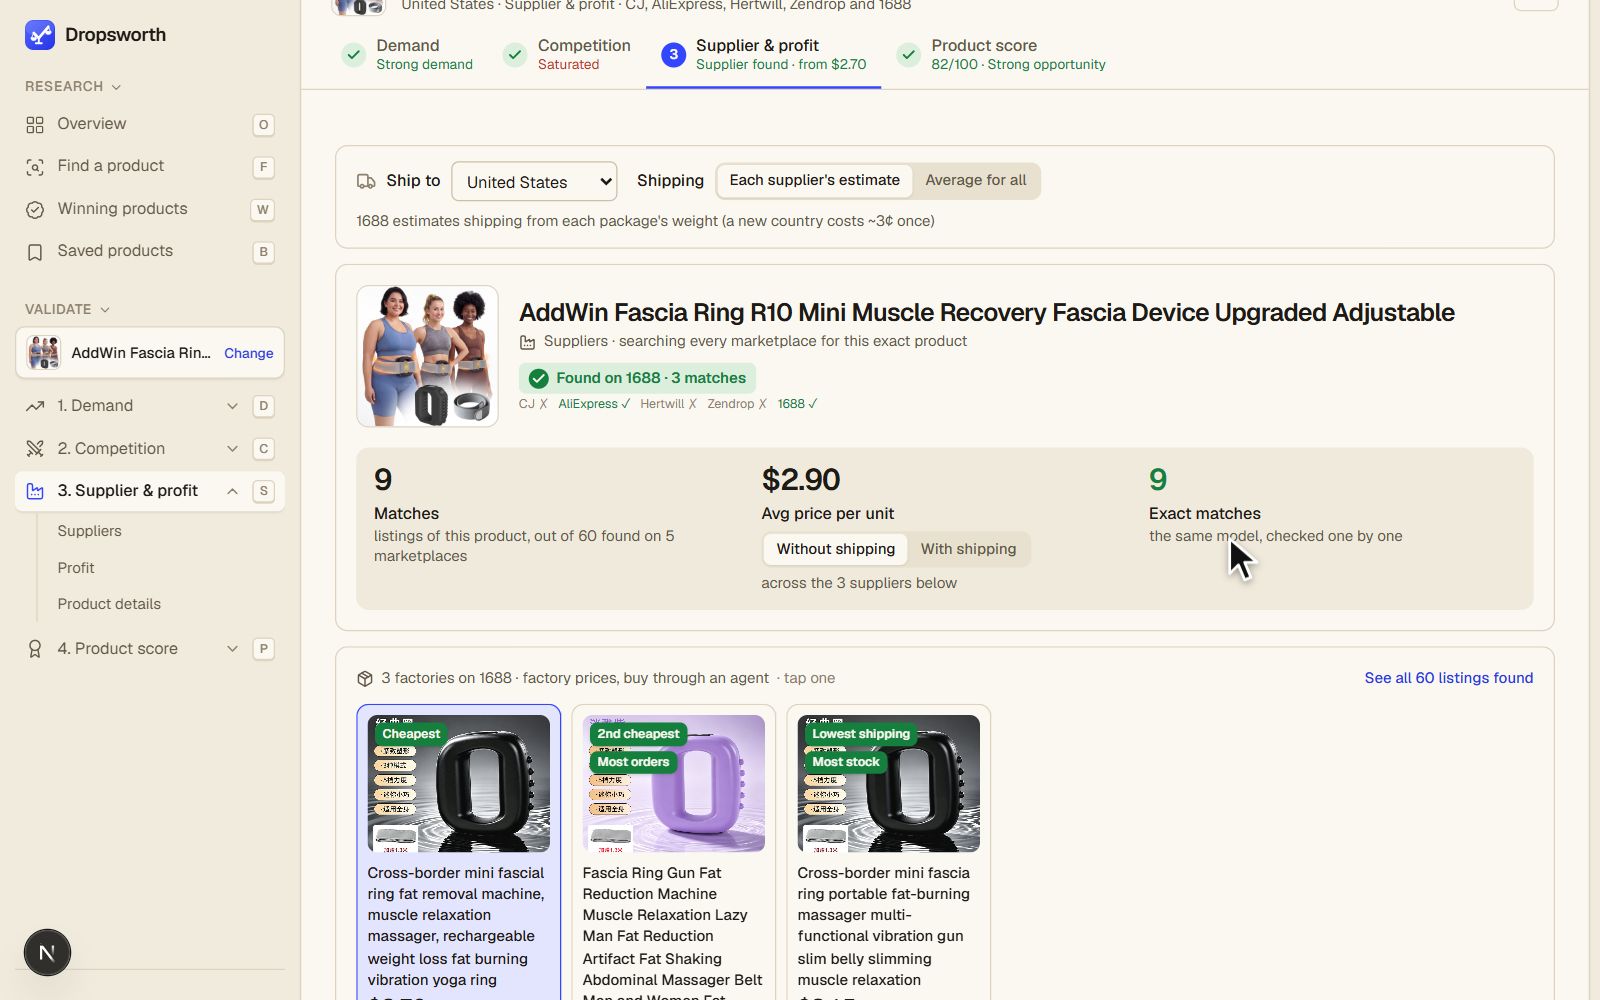 Dropsworth
RESEARCH
Overview
O
Find a product
F
Winning products
W
Saved products
B
VALIDATE
AddWin Fascia Rin...
Change
1. Demand
D
2. Competition
C
3. Supplier & profit
S
Suppliers
Profit
Product details
4. Product score
P
N
United States · Supplier & profit · CJ, AliExpress, Hertwill, Zendrop and 1688
Demand
Strong demand
Competition
Saturated
3
Supplier & profit
Supplier found · from $2.70
Product score
82/100 · Strong opportunity
Ship to
United States
Shipping
Each supplier's estimate
Average for all
1688 estimates shipping from each package's weight (a new country costs ~3¢ once)
AddWin Fascia Ring R10 Mini Muscle Recovery Fascia Device Upgraded Adjustable
Suppliers · searching every marketplace for this exact product
Found on 1688 · 3 matches
CJ ✗ AliExpress ✓ Hertwill ✗ Zendrop ✗ 1688 ✓
9
Matches
listings of this product, out of 60 found on 5
marketplaces
$2.90
Avg price per unit
Without shipping
With shipping
across the 3 suppliers below
9
Exact matches
the same model, checked one by one
3 factories on 1688 · factory prices, buy through an agent · tap one
See all 60 listings found
Cheapest
Cross-border mini fascial
ring fat removal machine,
muscle relaxation
massager, rechargeable
weight loss fat burning
vibration yoga ring
2nd cheapest
Most orders
Fascia Ring Gun Fat
Reduction Machine
Muscle Relaxation Lazy
Man Fat Reduction
Artifact Fat Shaking
Abdominal Massager Belt
Men and Women Fat
Lowest shipping
Most stock
Cross-border mini fascia
ring portable fat-burning
massager multi-
functional vibration gun
slim belly slimming
muscle relaxation